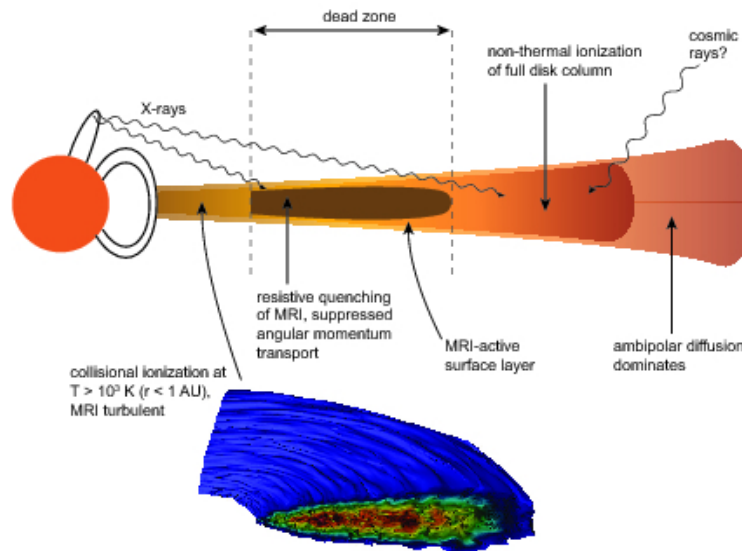 dead zone
cosmic
rays?
non-thermal ionization
of full disk column
X-rays
resistive quenching
of MRI, suppressed
angular momentum
transport
MRI-active
surface layer
ambipolar diffusion
dominates
collisional ionization at
T > 10³ K (r < 1 AU),
MRI turbulent